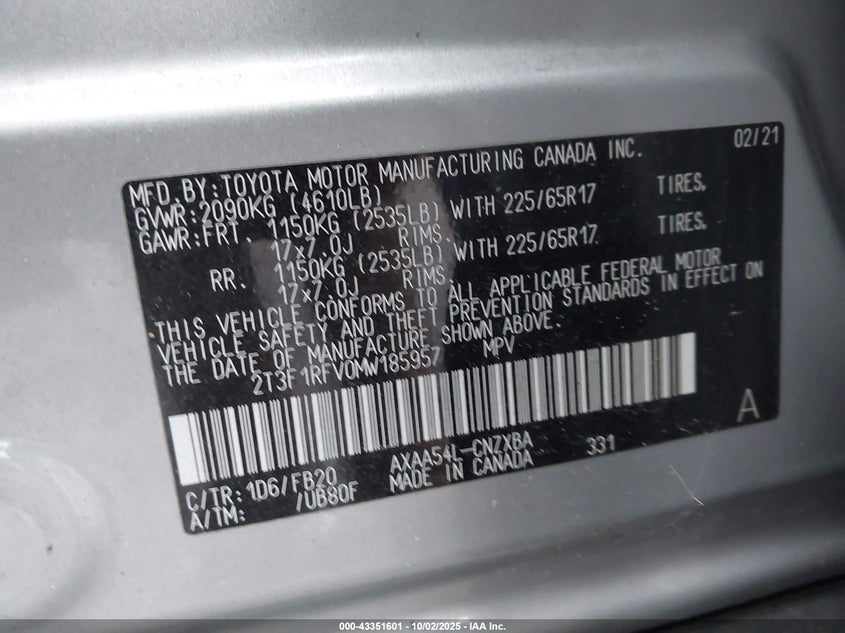 02/21
MFD.BY:TOYOTA MOTOR MANUFACTURING CANADA INC.
GVWR:2090KG (4610LB)
GAWR:FRT. 1150KG (2535LB) WITH 225/65R17 TIRES,
17x7.0J RIMS.
RR. 1150KG (2535LB) WITH 225/65R17 TIRES,
17x7.0J RIMS.
THIS VEHICLE CONFORMS TO ALL APPLICABLE FEDERAL MOTOR
VEHICLE SAFETY AND THEFT PREVENTION STANDARDS IN EFFECT ON
THE DATE OF MANUFACTURE SHOWN ABOVE.
2T3F1RFV0MW185957 MPV
A
C/TR:1D6/FB20 AXAA54L-CNZXBA 331
A/TM: /UB80F MADE IN CANADA
000-43351601 - 10/02/2025 - IAA Inc.